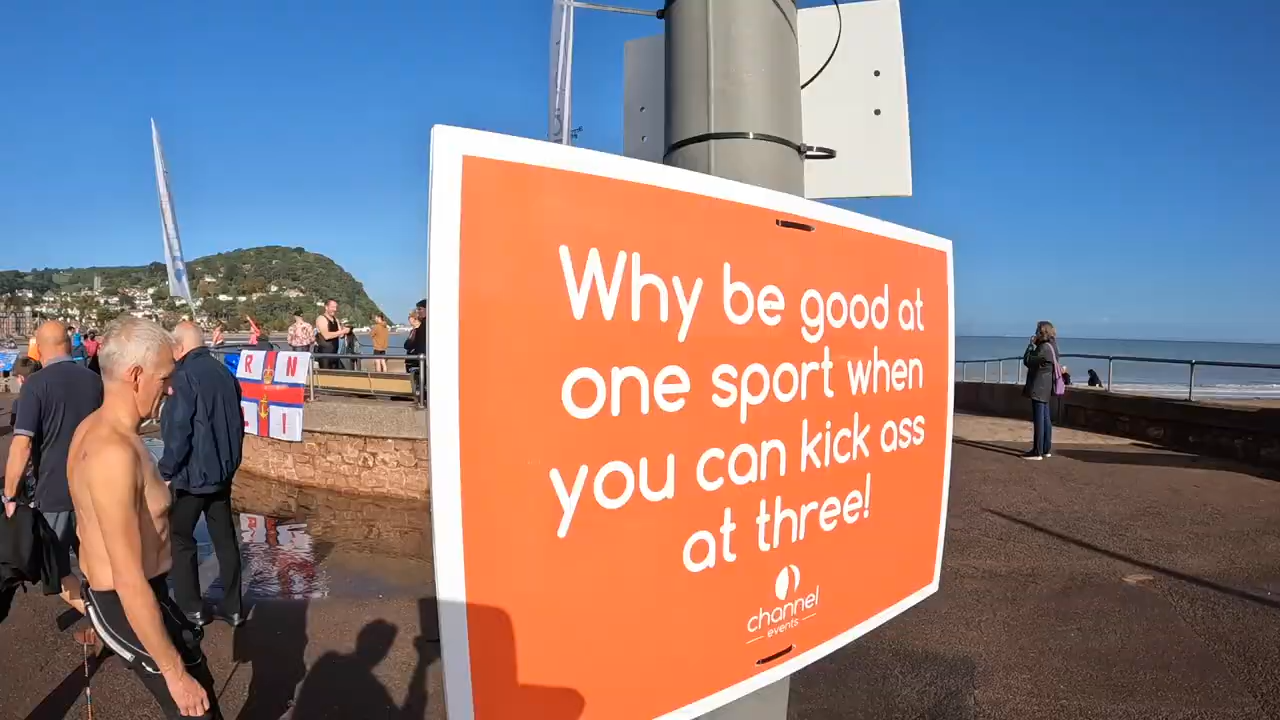 Why be good at
one sport when
you can kick ass
at three!
channel
events
R N
L I